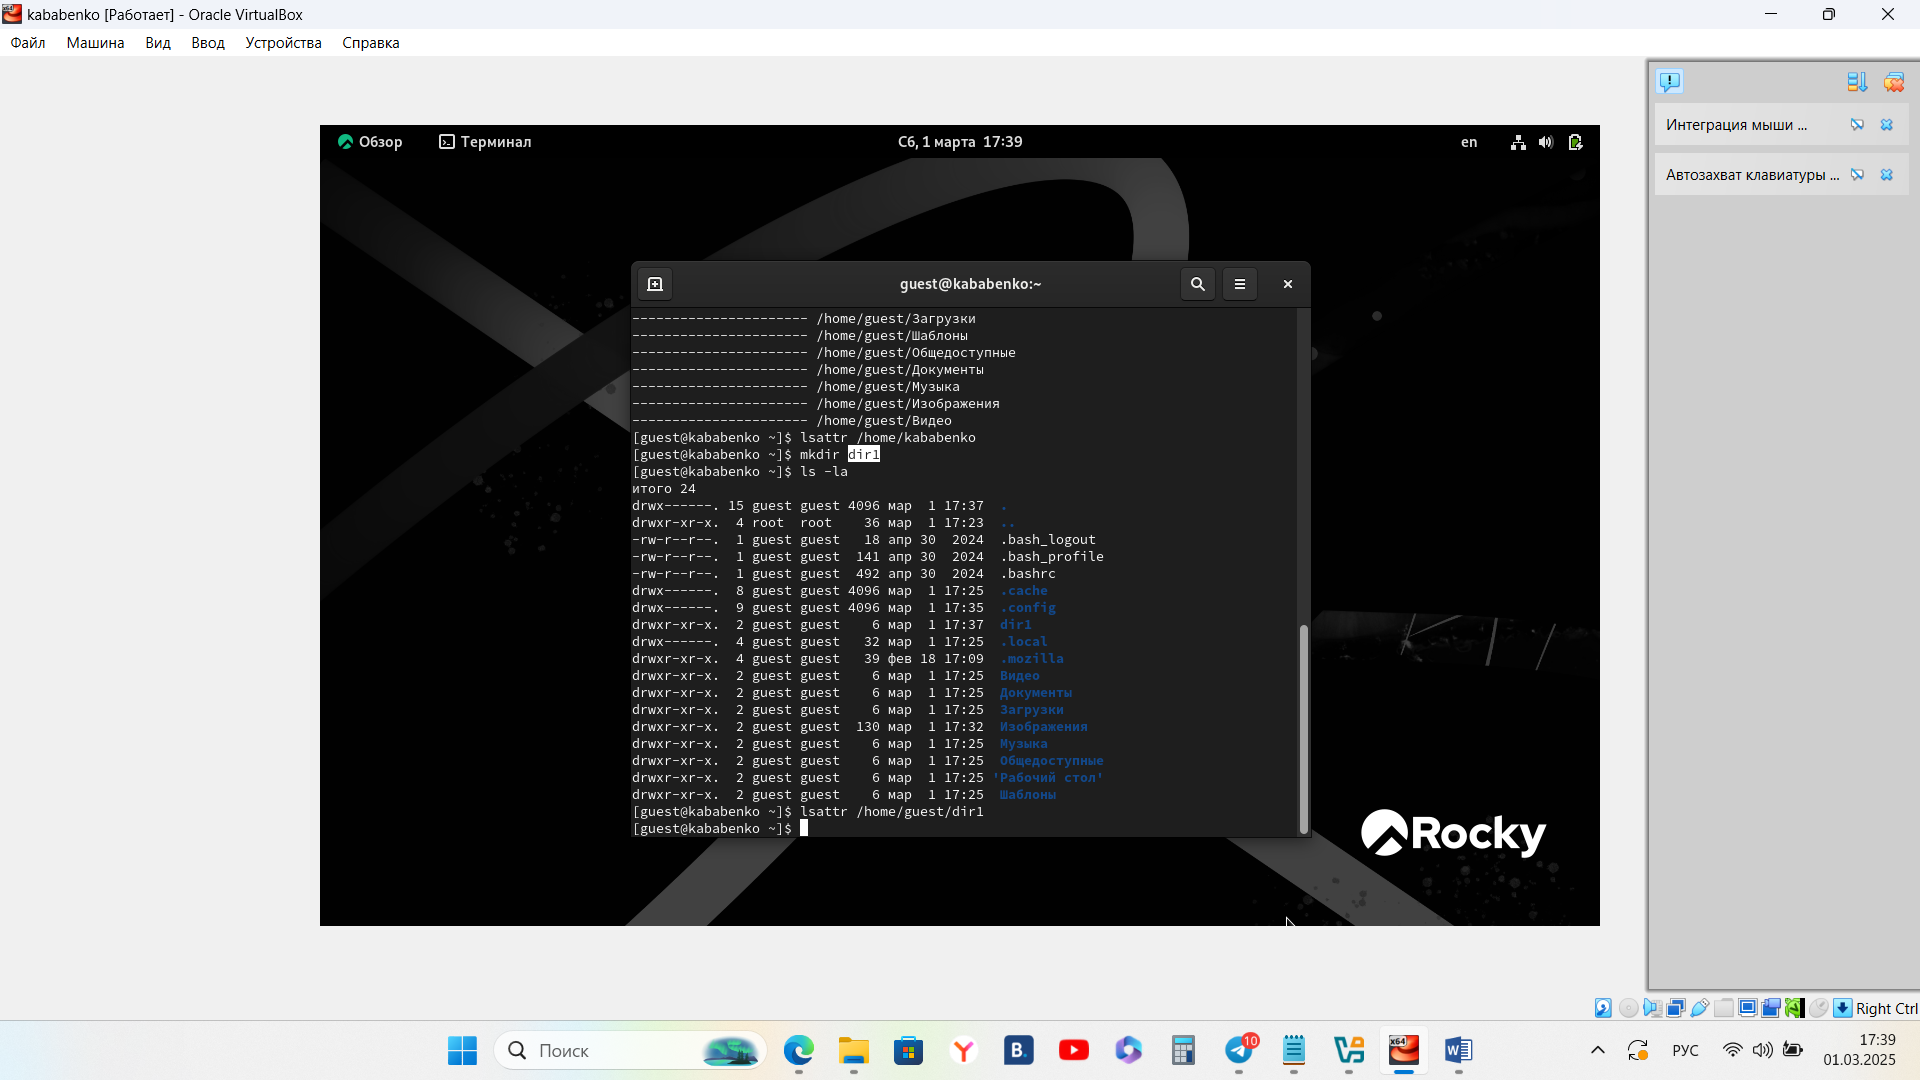 kababenko [Работает] - Oracle VirtualBox
Файл Машина Вид Ввод Устройства Справка
Интеграция мыши ...
Автозахват клавиатуры ...
Обзор Терминал Сб, 1 марта 17:39 en
guest@kababenko:~
---------------------- /home/guest/Загрузки
---------------------- /home/guest/Шаблоны
---------------------- /home/guest/Общедоступные
---------------------- /home/guest/Документы
---------------------- /home/guest/Музыка
---------------------- /home/guest/Изображения
---------------------- /home/guest/Видео
[guest@kababenko ~]$ lsattr /home/kababenko
[guest@kababenko ~]$ mkdir dir1
[guest@kababenko ~]$ ls -la
итого 24
drwx------. 15 guest guest 4096 мар  1 17:37  .
drwxr-xr-x.  4 root  root    36 мар  1 17:23  ..
-rw-r--r--.  1 guest guest   18 апр 30  2024  .bash_logout
-rw-r--r--.  1 guest guest  141 апр 30  2024  .bash_profile
-rw-r--r--.  1 guest guest  492 апр 30  2024  .bashrc
drwx------.  8 guest guest 4096 мар  1 17:25  .cache
drwx------.  9 guest guest 4096 мар  1 17:35  .config
drwxr-xr-x.  2 guest guest    6 мар  1 17:37  dir1
drwx------.  4 guest guest   32 мар  1 17:25  .local
drwxr-xr-x.  4 guest guest   39 фев 18 17:09  .mozilla
drwxr-xr-x.  2 guest guest    6 мар  1 17:25  Видео
drwxr-xr-x.  2 guest guest    6 мар  1 17:25  Документы
drwxr-xr-x.  2 guest guest    6 мар  1 17:25  Загрузки
drwxr-xr-x.  2 guest guest  130 мар  1 17:32  Изображения
drwxr-xr-x.  2 guest guest    6 мар  1 17:25  Музыка
drwxr-xr-x.  2 guest guest    6 мар  1 17:25  Общедоступные
drwxr-xr-x.  2 guest guest    6 мар  1 17:25 'Рабочий стол'
drwxr-xr-x.  2 guest guest    6 мар  1 17:25  Шаблоны
[guest@kababenko ~]$ lsattr /home/guest/dir1
[guest@kababenko ~]$
Rocky
Right Ctrl
Поиск
B.
10
x64
РУС
17:39
01.03.2025